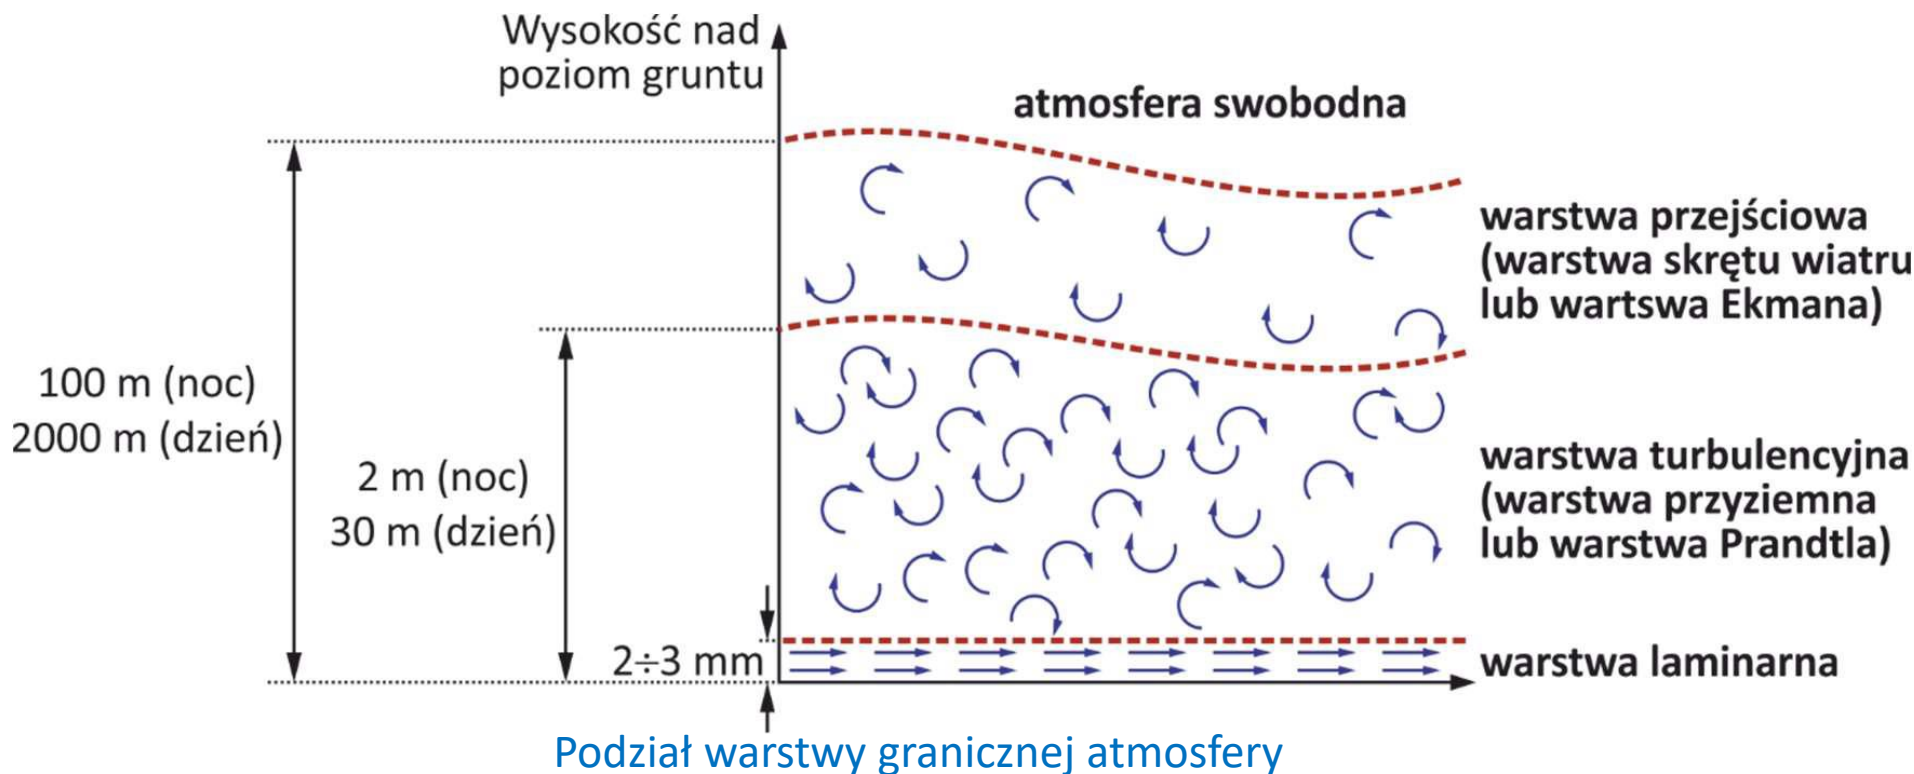 Wysokość nad
poziom gruntu
atmosfera swobodna
warstwa przejściowa
(warstwa skrętu wiatru
lub wartswa Ekmana)
100 m (noc)
2000 m (dzień)
2 m (noc)
30 m (dzień)
warstwa turbulencyjna
(warstwa przyziemna
lub warstwa Prandtla)
2÷3 mm
warstwa laminarna
Podział warstwy granicznej atmosfery